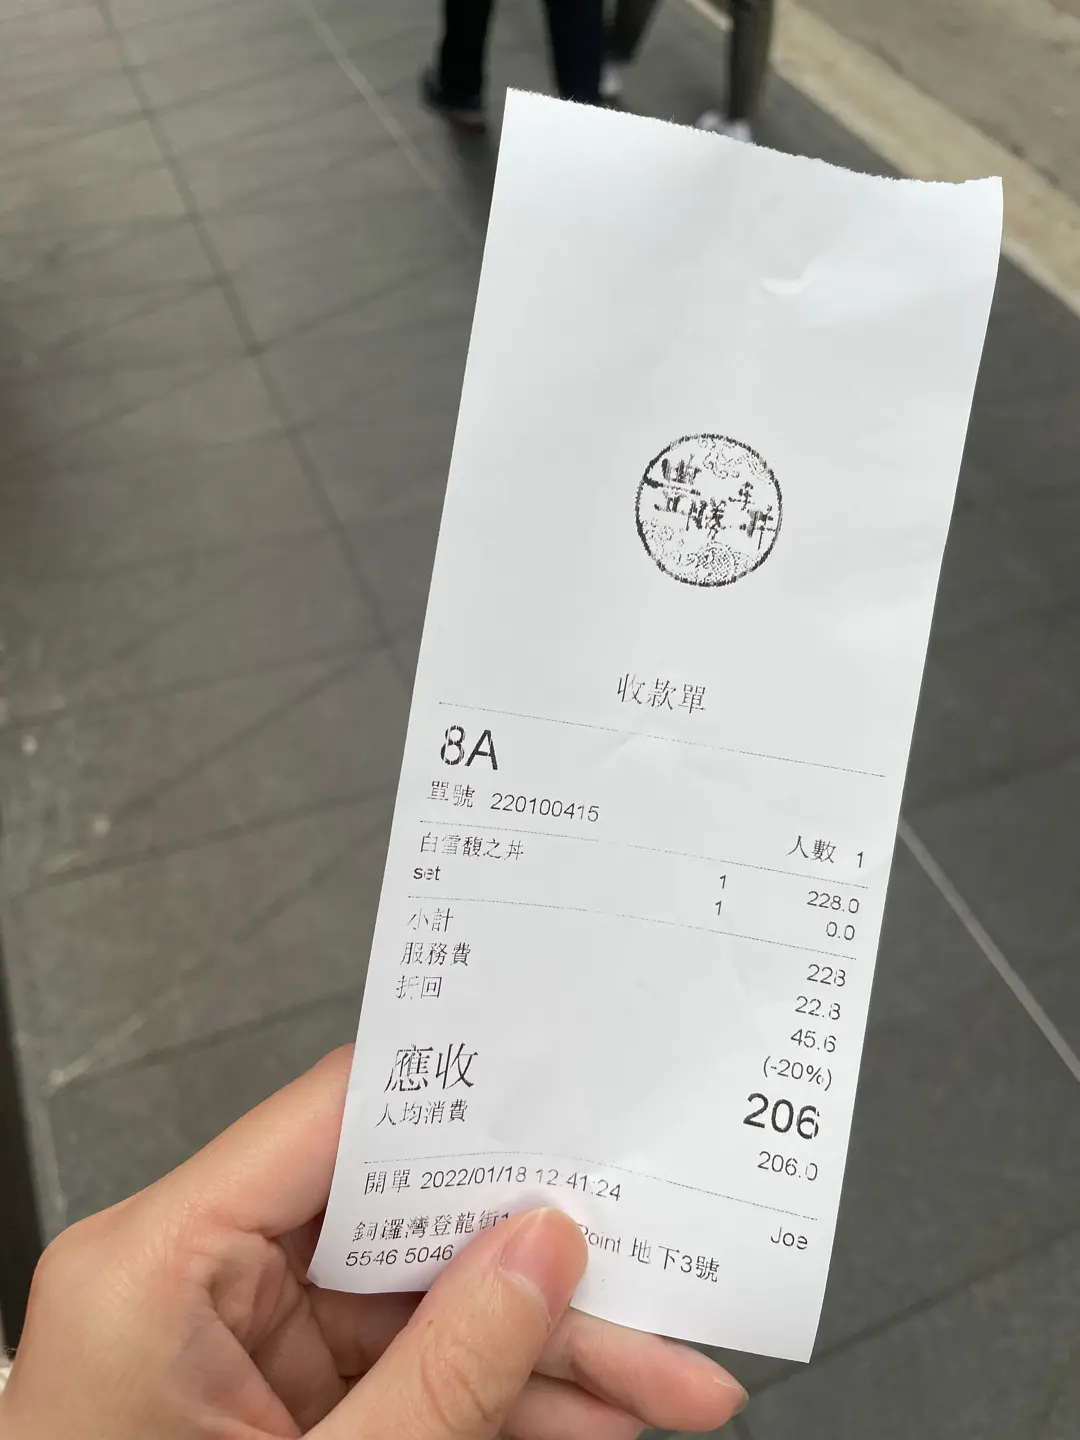 收款單
8A
單號 220100415
人數 1
白雪馥之丼 1 228.0
set 1 0.0
小計 228
服務費 22.8
折回 45.6
(-20%)
應收 206
人均消費 206.0
開單 2022/01/18 12:41:24
Joe
銅鑼灣登龍街1 Point 地下3號
5546 5046